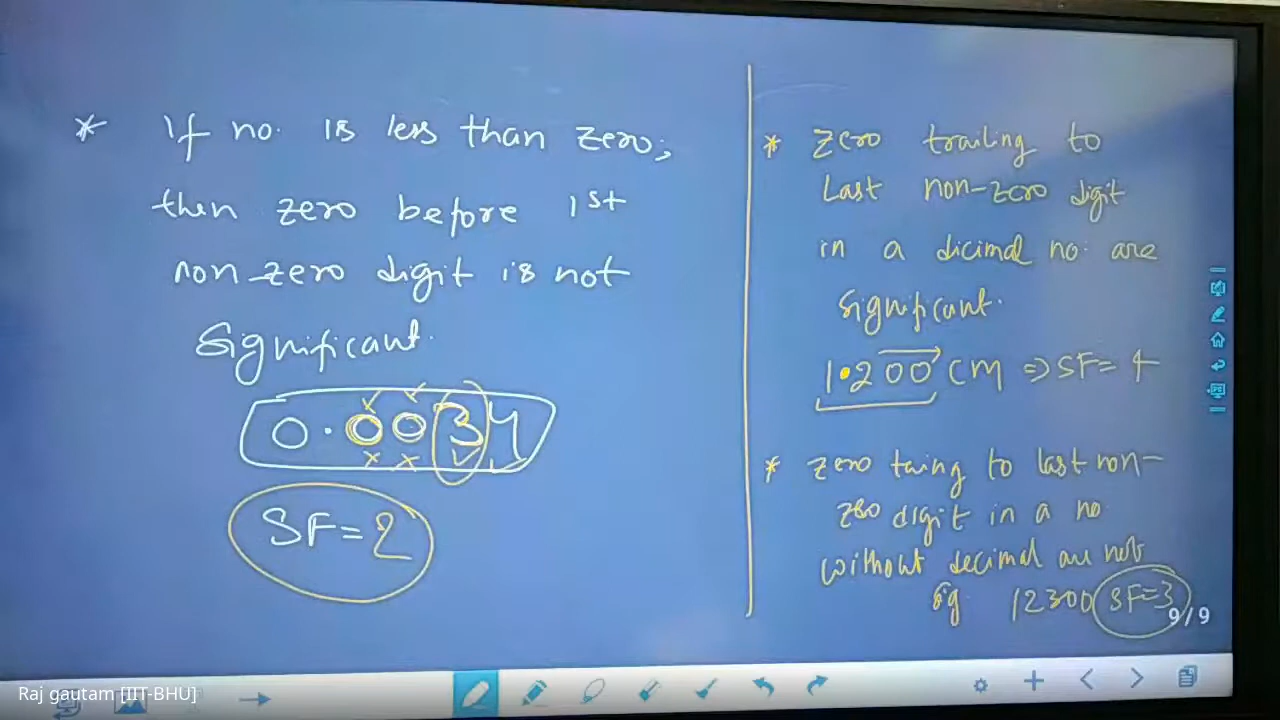 * If no. is less than zero;
then zero before 1st
non-zero digit is not
Significant.
0.0034
SF=2
* Zero trailing to
Last non-zero digit
in a dicimal no. are
Significant.
1.200 CM ⇒ SF= 4
* Zero taing to last non-
zero digit in a no
without decimal are not
sig 12300 SF=3
9/9
Raj gautam [IIT-BHU]